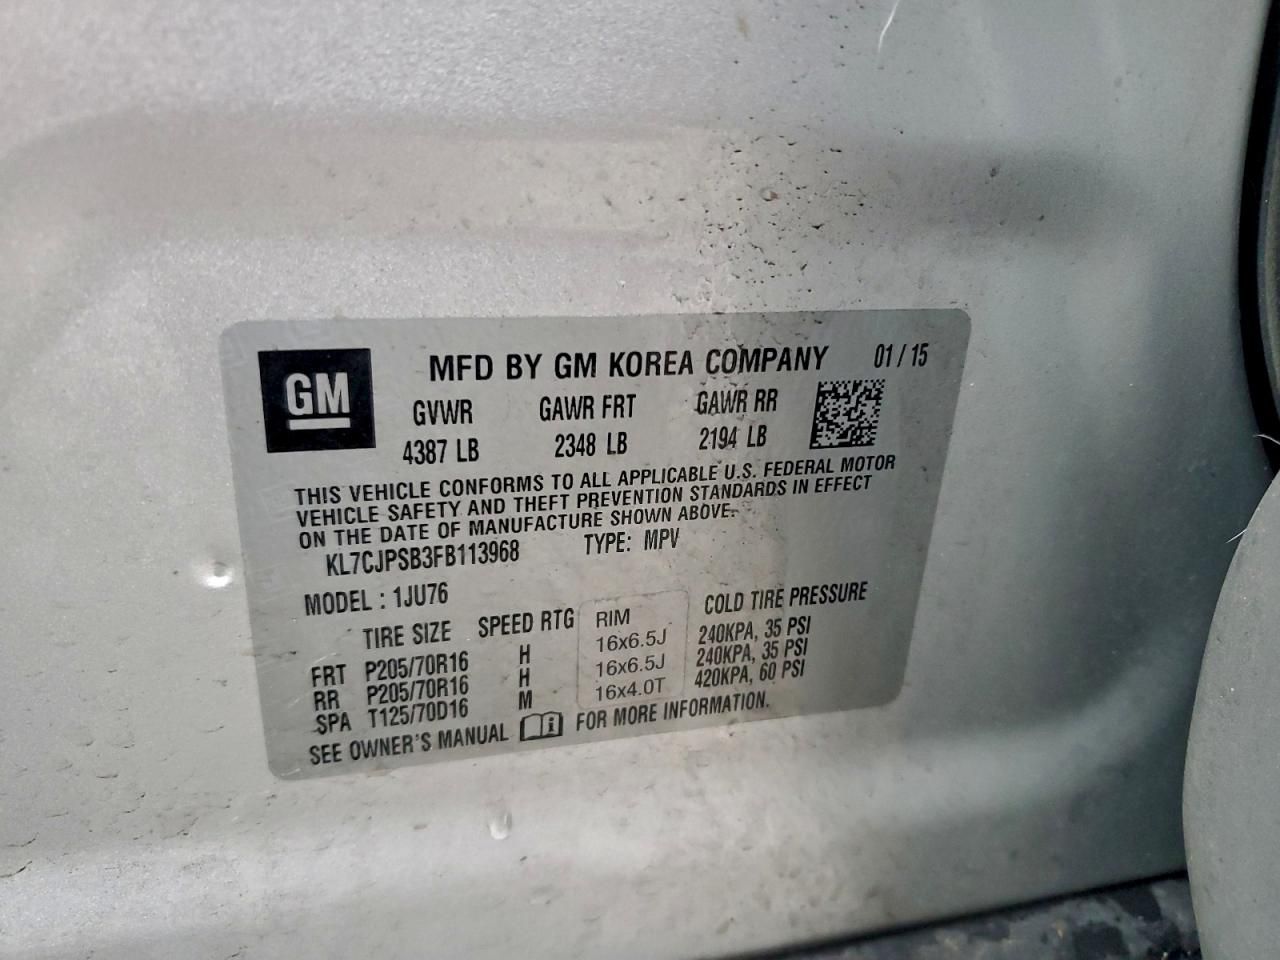 GM
MFD BY GM KOREA COMPANY 01 / 15
GVWR GAWR FRT GAWR RR
4387 LB 2348 LB 2194 LB
THIS VEHICLE CONFORMS TO ALL APPLICABLE U.S. FEDERAL MOTOR
VEHICLE SAFETY AND THEFT PREVENTION STANDARDS IN EFFECT
ON THE DATE OF MANUFACTURE SHOWN ABOVE.
KL7CJPSB3FB113968 TYPE: MPV
MODEL : 1JU76
TIRE SIZE SPEED RTG RIM COLD TIRE PRESSURE
FRT P205/70R16 H 16x6.5J 240KPA, 35 PSI
RR P205/70R16 H 16x6.5J 240KPA, 35 PSI
SPA T125/70D16 M 16x4.0T 420KPA, 60 PSI
SEE OWNER'S MANUAL i FOR MORE INFORMATION.